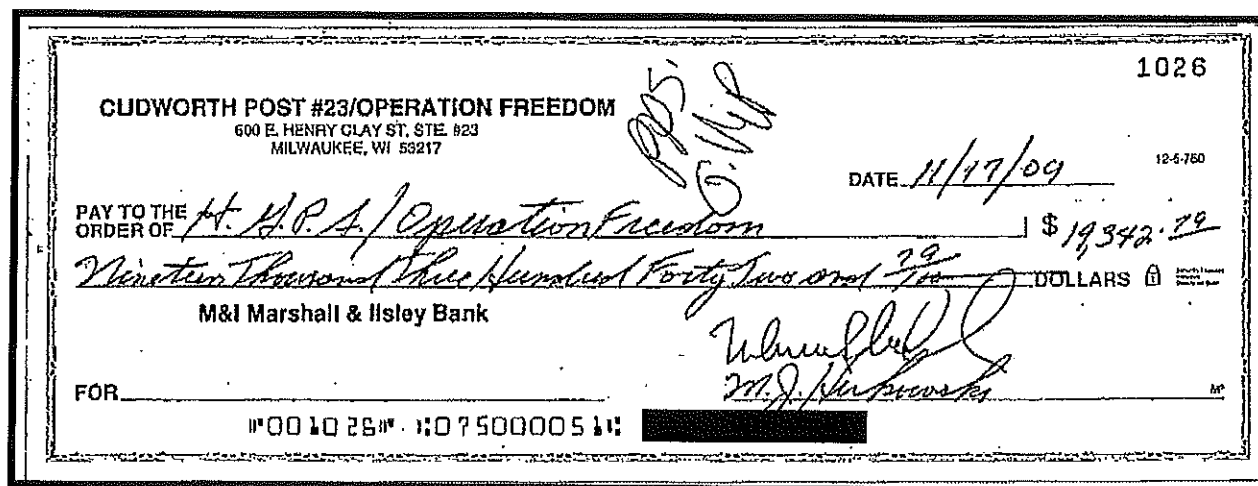 1026
CUDWORTH POST #23/OPERATION FREEDOM
600 E. HENRY CLAY ST. STE. 923
MILWAUKEE, WI 53217
DATE 11/17/09
12-5-750
PAY TO THE
ORDER OF H. G. P. A. / Operation Freedom $ 19,342.79
Nineteen Thousand Three Hundred Forty Two and 79/100 DOLLARS
M&I Marshall & Ilsley Bank
M. J.
FOR
⑈001026⑈ ⑆075000051⑆